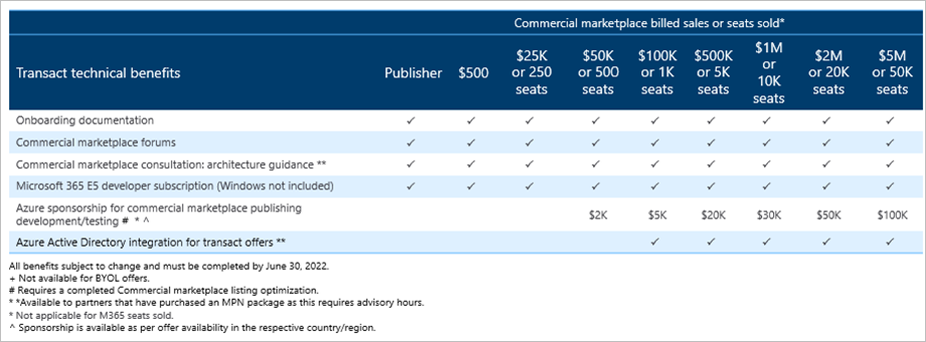 Commercial marketplace billed sales or seats sold*
Transact technical benefits Publisher $500 $25K or 250 seats $50K or 500 seats $100K or 1K seats $500K or 5K seats $1M or 10K seats $2M or 20K seats $5M or 50K seats
Onboarding documentation ✓ ✓ ✓ ✓ ✓ ✓ ✓ ✓ ✓
Commercial marketplace forums ✓ ✓ ✓ ✓ ✓ ✓ ✓ ✓ ✓
Commercial marketplace consultation: architecture guidance ** ✓ ✓ ✓ ✓ ✓ ✓ ✓ ✓ ✓
Microsoft 365 E5 developer subscription (Windows not included) ✓ ✓ ✓ ✓ ✓ ✓ ✓ ✓ ✓
Azure sponsorship for commercial marketplace publishing
development/testing # * ^ $2K $5K $20K $30K $50K $100K
Azure Active Directory integration for transact offers ** ✓ ✓ ✓ ✓ ✓
All benefits subject to change and must be completed by June 30, 2022.
+ Not available for BYOL offers.
# Requires a completed Commercial marketplace listing optimization.
* *Available to partners that have purchased an MPN package as this requires advisory hours.
* Not applicable for M365 seats sold.
^ Sponsorship is available as per offer availability in the respective country/region.